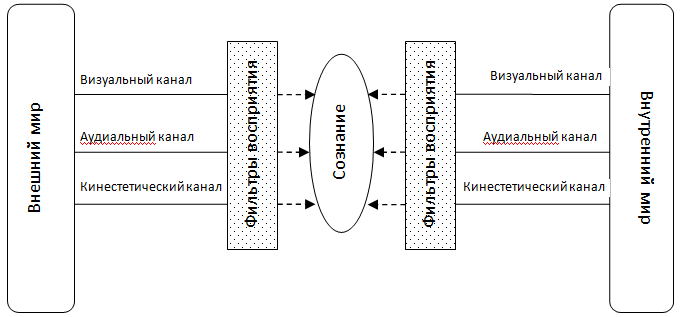 Внешний мир
Визуальный канал
Аудиальный канал
Кинестетический канал
Фильтры восприятия
Сознание
Фильтры восприятия
Визуальный канал
Аудиальный канал
Кинестетический канал
Внутренний мир